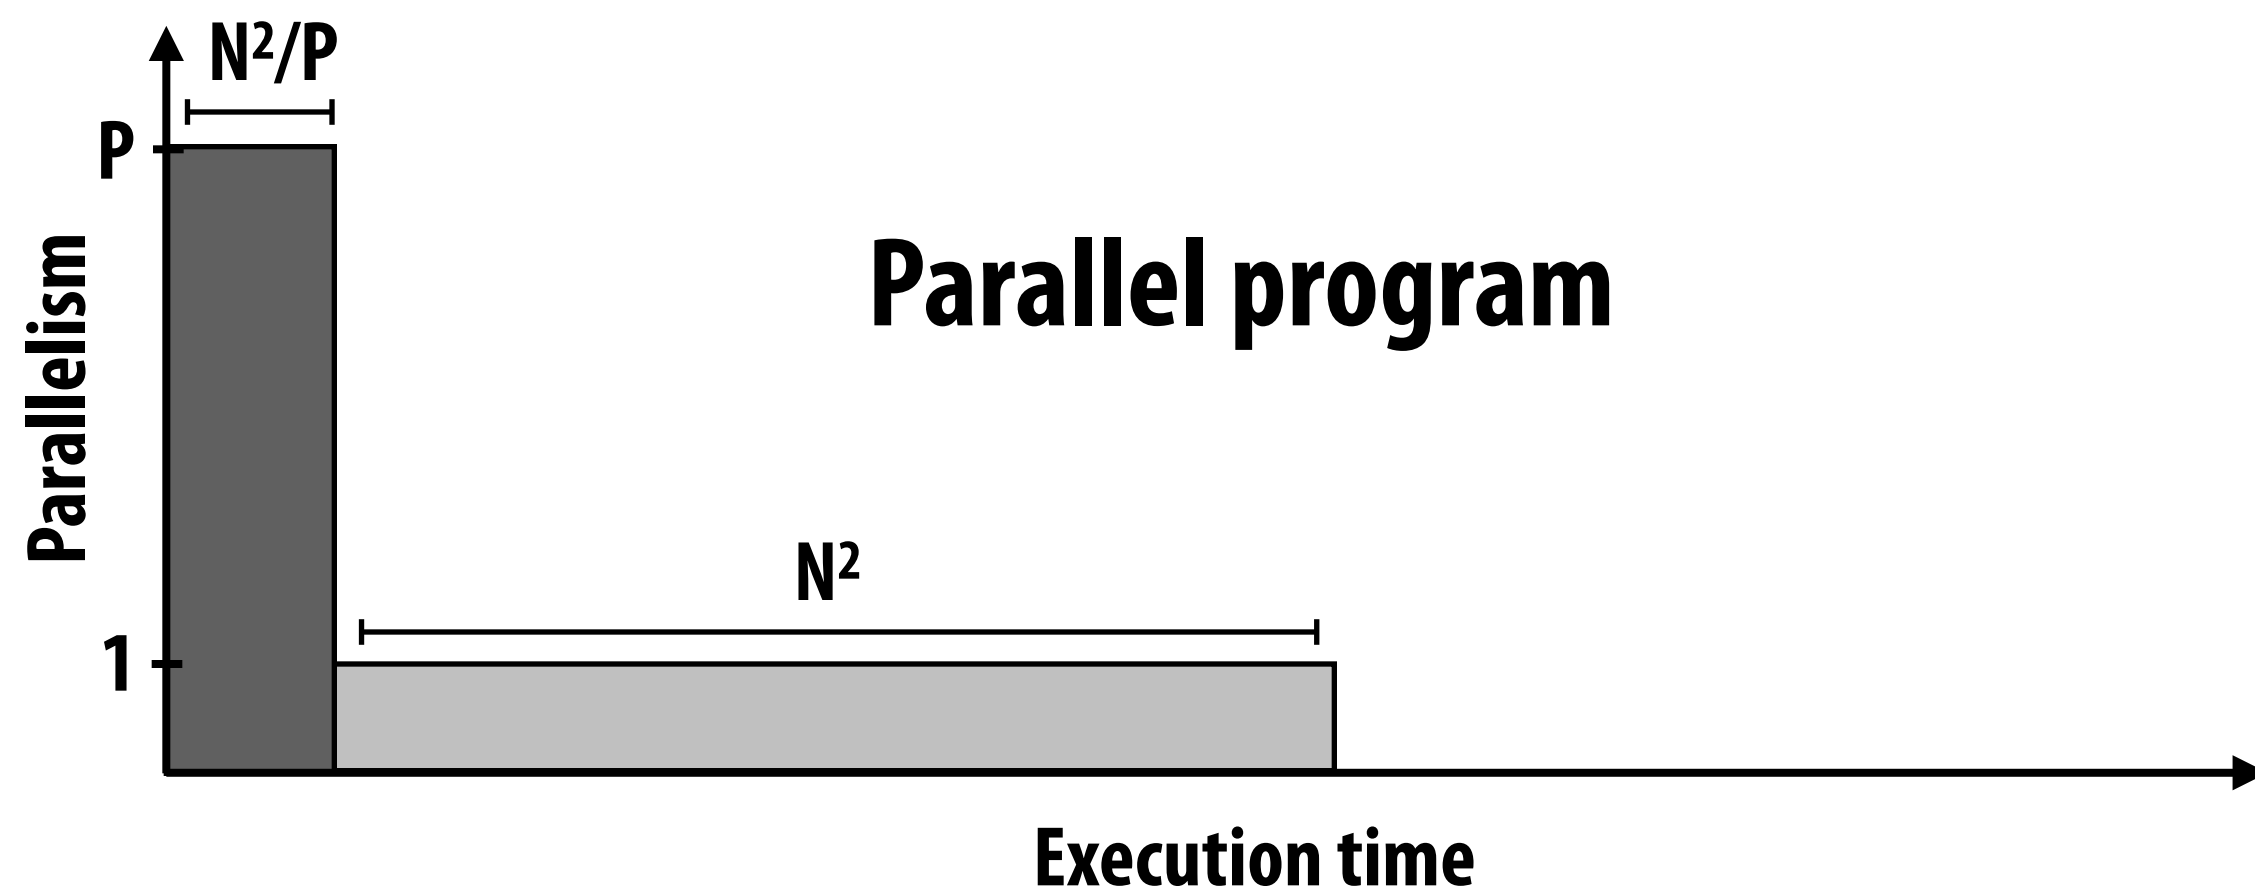 N²/P
P
Parallelism
Parallel program
N²
1
Execution time